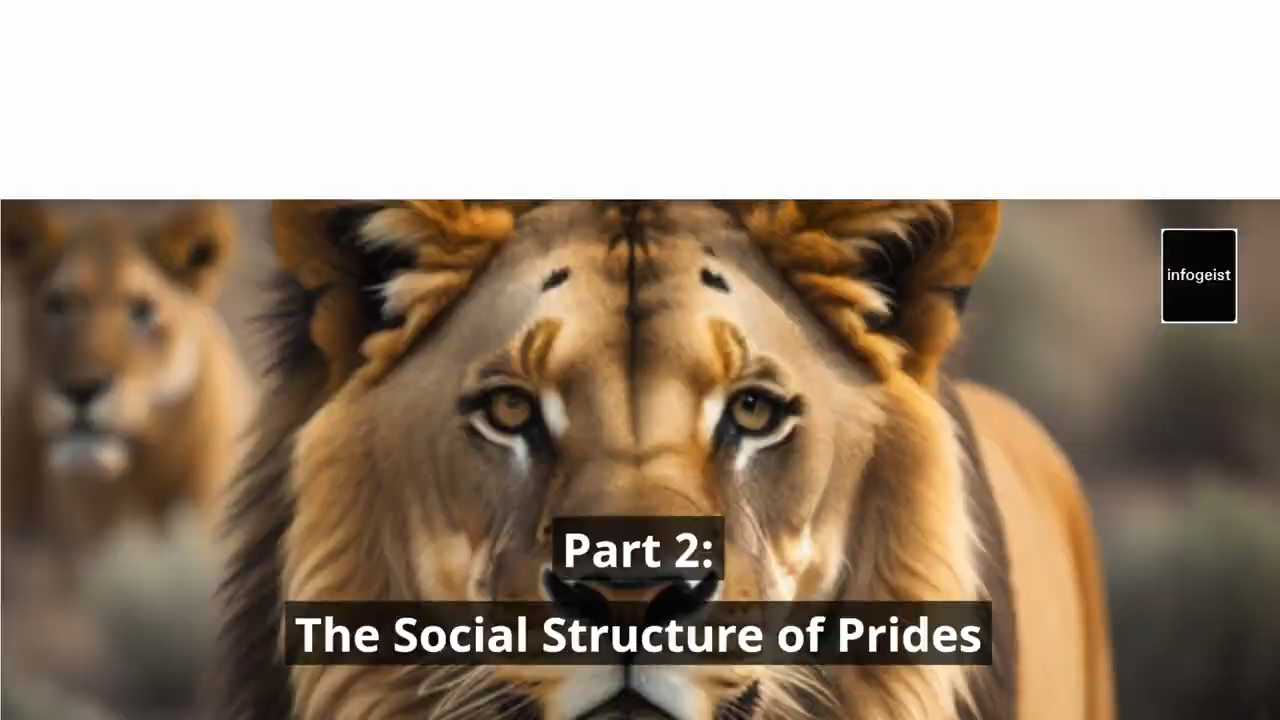 infogeist
Part 2:
The Social Structure of Prides